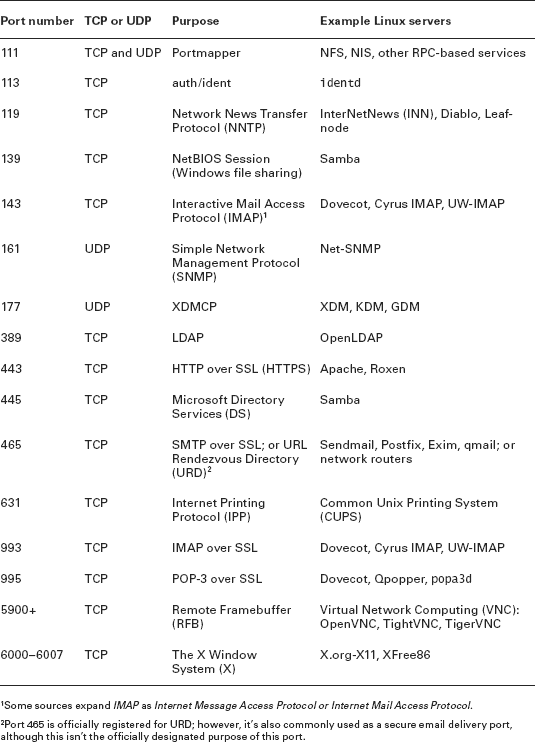 Port number TCP or UDP Purpose Example Linux servers
111 TCP and UDP Portmapper NFS, NIS, other RPC-based services
113 TCP auth/ident identd
119 TCP Network News Transfer InterNetNews (INN), Diablo, Leaf-
Protocol (NNTP) node
139 TCP NetBIOS Session Samba
(Windows file sharing)
143 TCP Interactive Mail Access Dovecot, Cyrus IMAP, UW-IMAP
Protocol (IMAP)¹
161 UDP Simple Network Net-SNMP
Management Protocol
(SNMP)
177 UDP XDMCP XDM, KDM, GDM
389 TCP LDAP OpenLDAP
443 TCP HTTP over SSL (HTTPS) Apache, Roxen
445 TCP Microsoft Directory Samba
Services (DS)
465 TCP SMTP over SSL; or URL Sendmail, Postfix, Exim, qmail; or
Rendezvous Directory network routers
(URD)²
631 TCP Internet Printing Common Unix Printing System
Protocol (IPP) (CUPS)
993 TCP IMAP over SSL Dovecot, Cyrus IMAP, UW-IMAP
995 TCP POP-3 over SSL Dovecot, Qpopper, popa3d
5900+ TCP Remote Framebuffer Virtual Network Computing (VNC):
(RFB) OpenVNC, TightVNC, TigerVNC
6000–6007 TCP The X Window X.org-X11, XFree86
System (X)
¹Some sources expand IMAP as Internet Message Access Protocol or Internet Mail Access Protocol.
²Port 465 is officially registered for URD; however, it's also commonly used as a secure email delivery port,
although this isn't the officially designated purpose of this port.